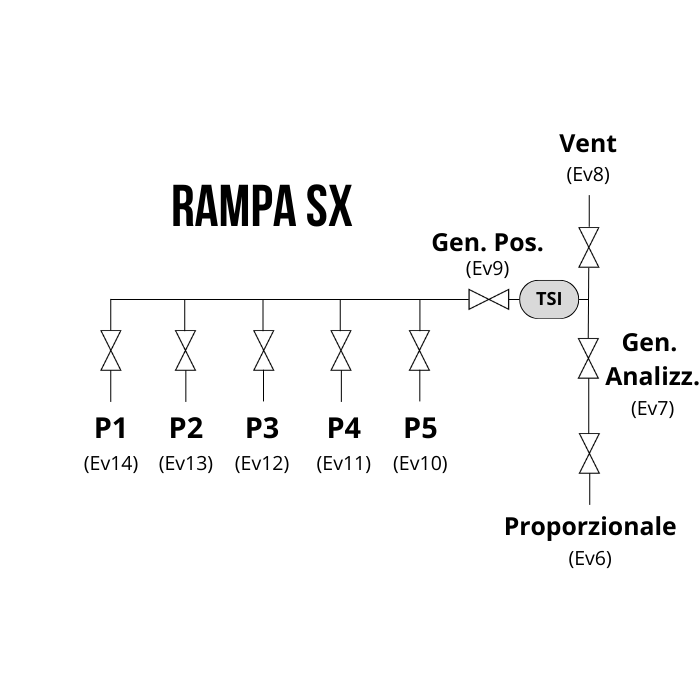 Vent
(Ev8)
RAMPA SX
Gen. Pos.
(Ev9)
TSI
Gen.
Analizz.
(Ev7)
P1 P2 P3 P4 P5
(Ev14) (Ev13) (Ev12) (Ev11) (Ev10)
Proporzionale
(Ev6)